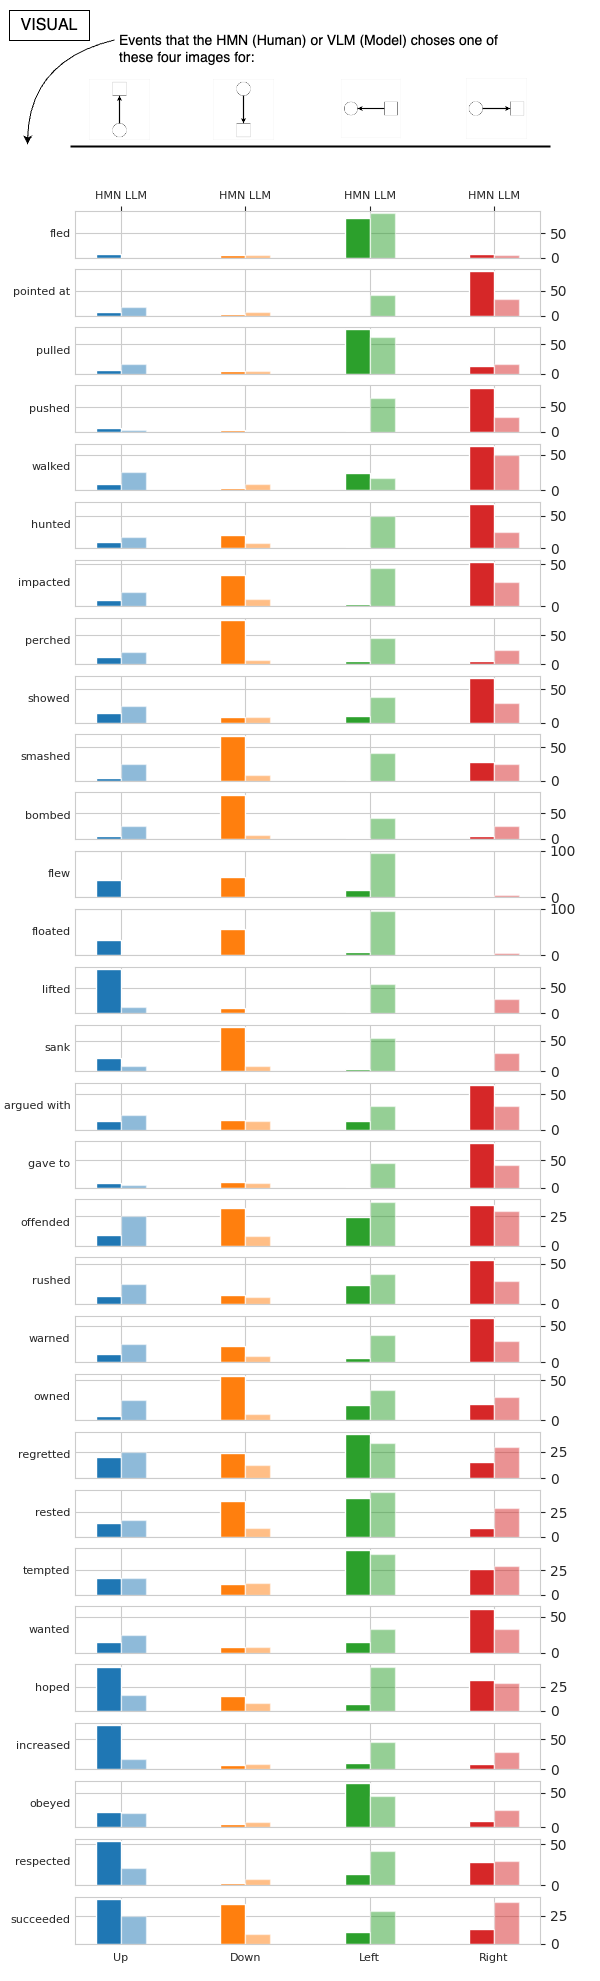 VISUAL
Events that the HMN (Human) or VLM (Model) choses one of
these four images for:
HMN LLM HMN LLM HMN LLM HMN LLM
fled 50 0
pointed at 50 0
pulled 50 0
pushed 50 0
walked 50 0
hunted 50 0
impacted 50 0
perched 50 0
showed 50 0
smashed 50 0
bombed 50 0
flew 100 0
floated 100 0
lifted 50 0
sank 50 0
argued with 50 0
gave to 50 0
offended 25 0
rushed 50 0
warned 50 0
owned 50 0
regretted 25 0
rested 25 0
tempted 25 0
wanted 50 0
hoped 25 0
increased 50 0
obeyed 50 0
respected 50 0
succeeded 25 0
Up Down Left Right